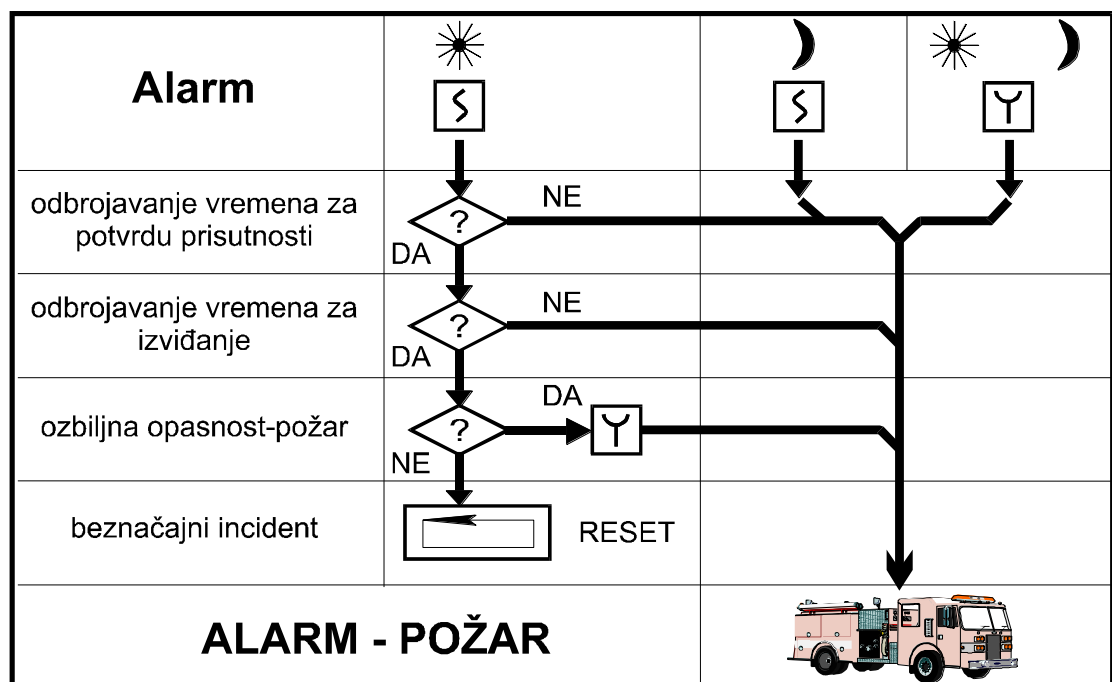 Alarm
odbrojavanje vremena za
potvrdu prisutnosti
?
NE
DA
odbrojavanje vremena za
izviđanje
?
NE
DA
ozbiljna opasnost-požar
?
DA
NE
beznačajni incident
RESET
ALARM - POŽAR